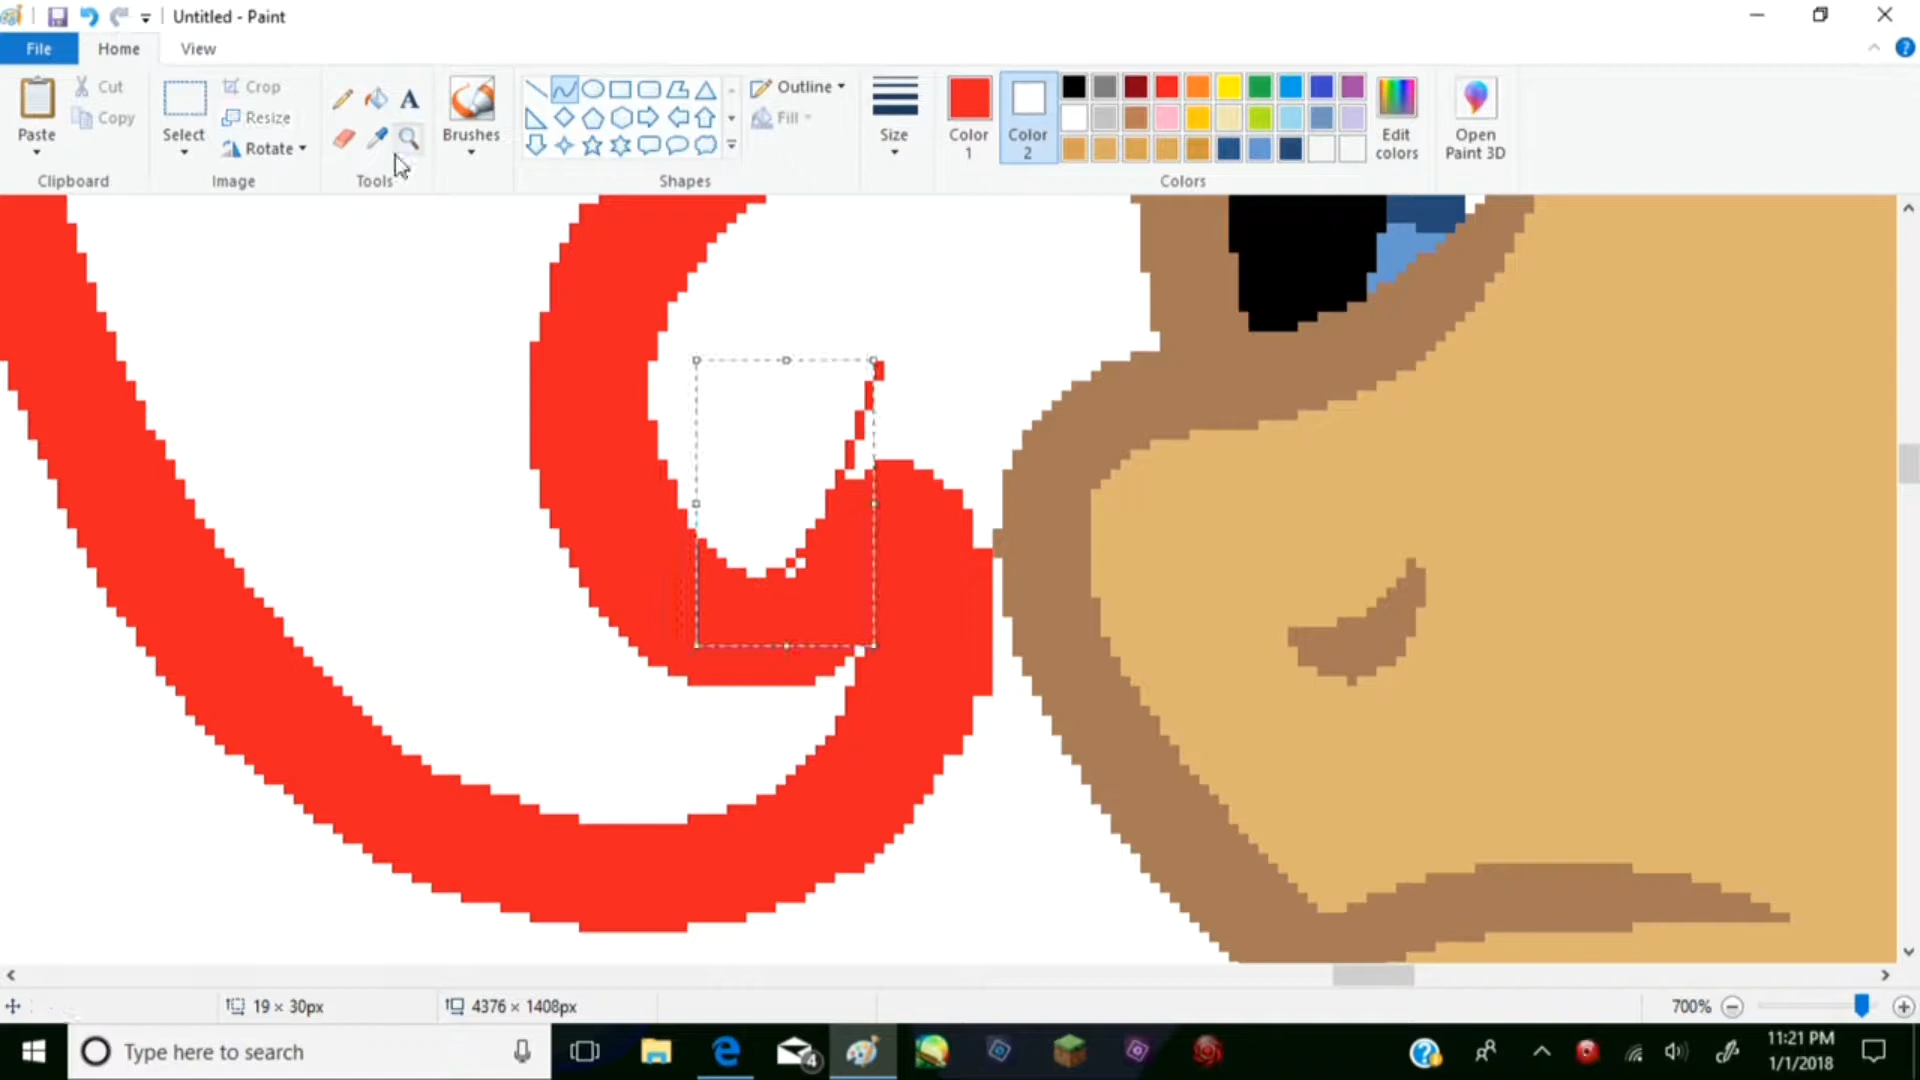 Untitled - Paint
File Home View
Paste
Cut
Copy
Clipboard
Select
Crop
Resize
Rotate
Image
A
Tools
Brushes
Outline
Fill
Shapes
Size
Color 1
Color 2
Colors
Edit colors
Open Paint 3D
19 × 30px
4376 × 1408px
700%
Type here to search
4
11:21 PM
1/1/2018